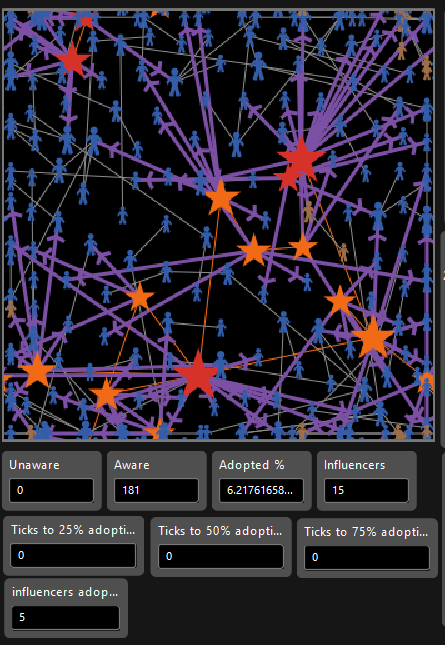 Unaware
Aware
Adopted %
Influencers
0
181
6.21761658...
15
Ticks to 25% adopti...
Ticks to 50% adopti...
Ticks to 75% adopti...
0
0
0
influencers adop...
5